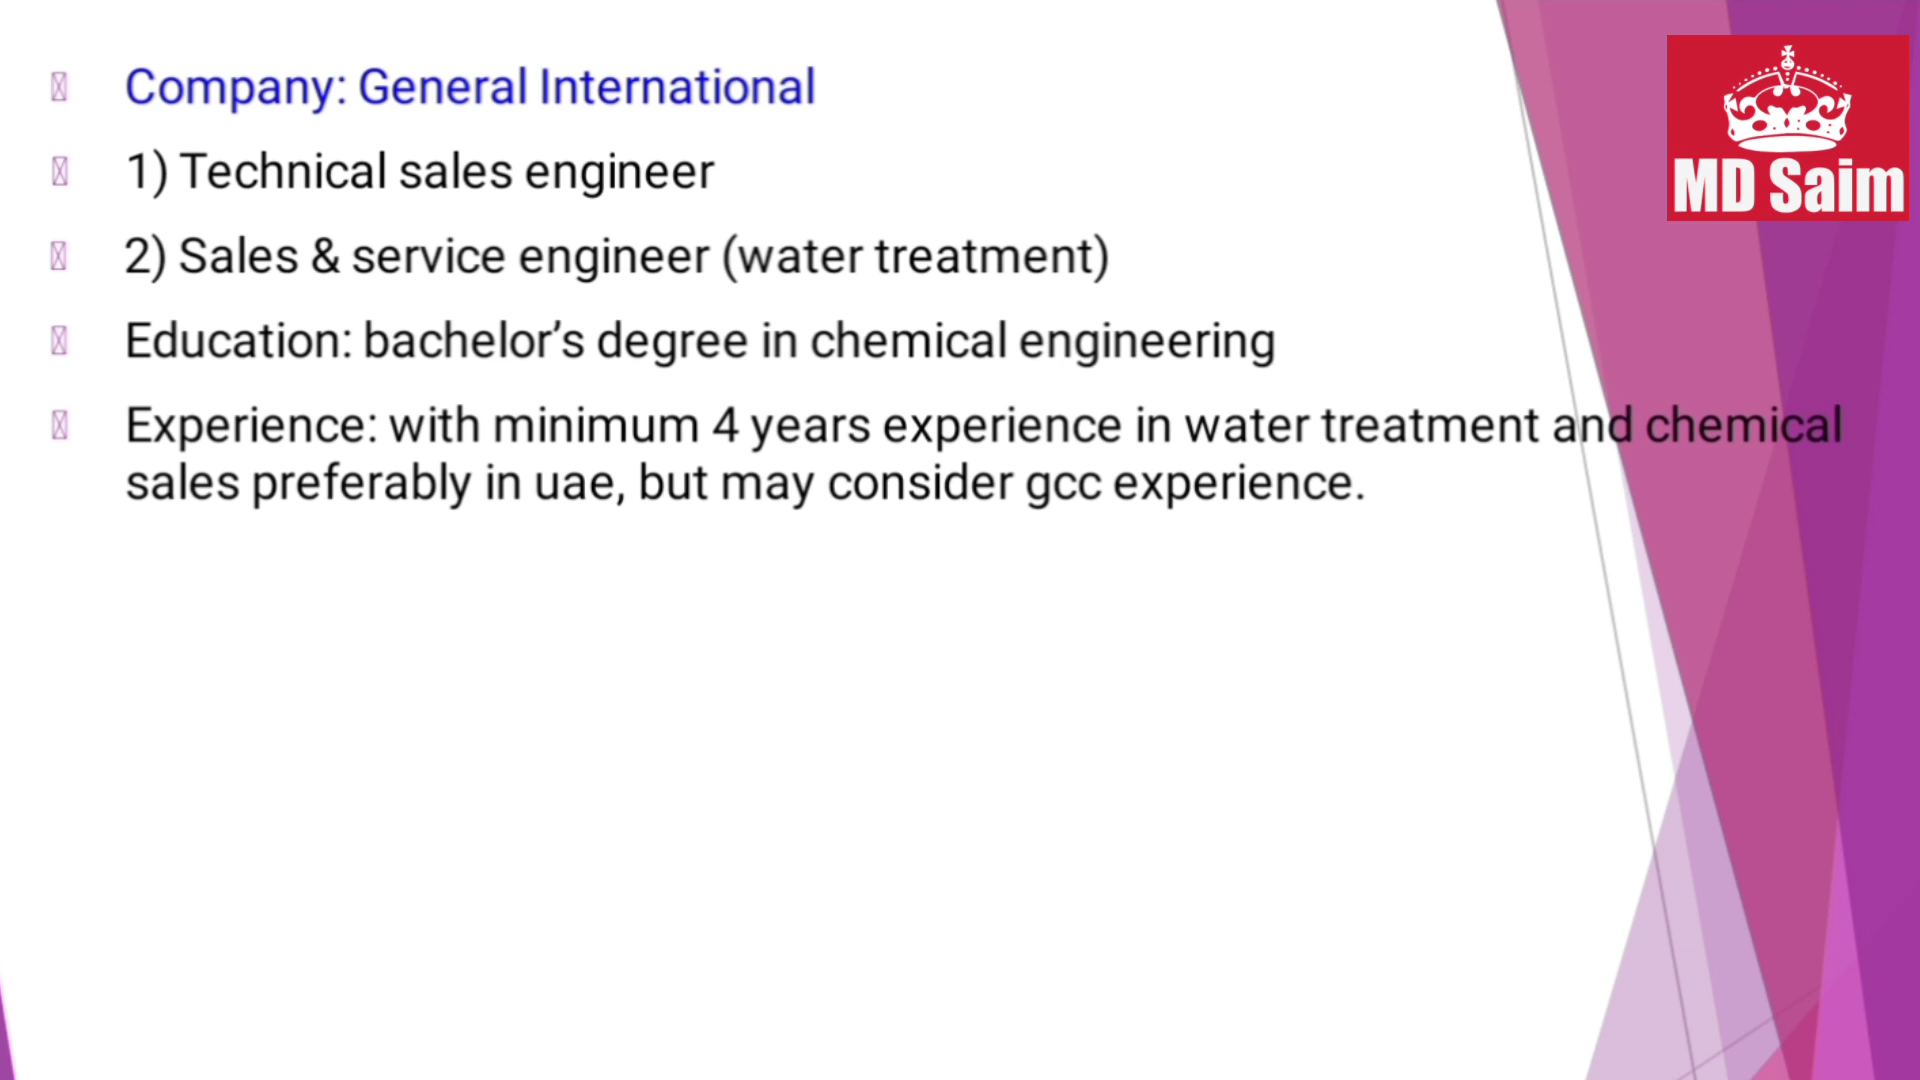 Company: General International
1) Technical sales engineer
2) Sales & service engineer (water treatment)
Education: bachelor’s degree in chemical engineering
Experience: with minimum 4 years experience in water treatment and chemical
sales preferably in uae, but may consider gcc experience.
MD Saim